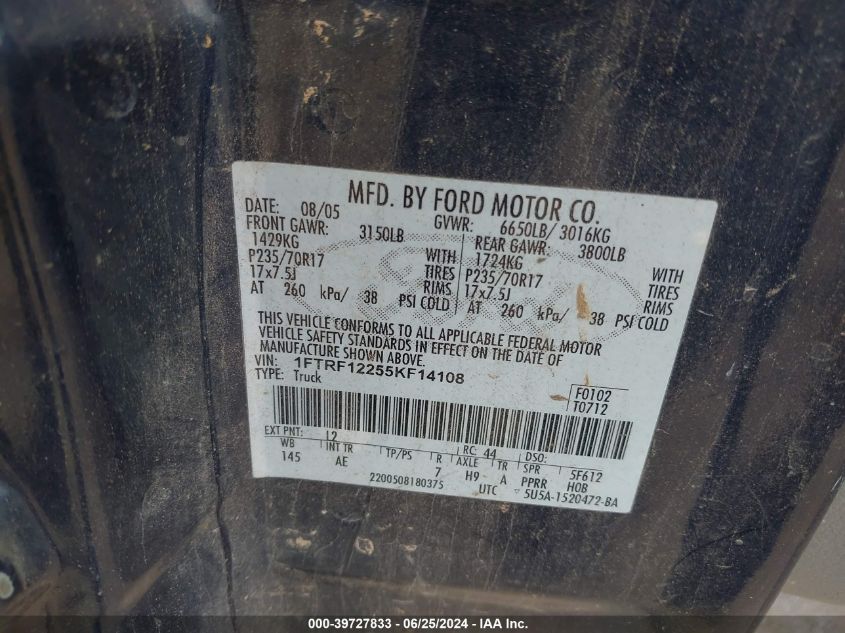 MFD. BY FORD MOTOR CO.
DATE: 08/05 GVWR: 6650LB/ 3016KG
FRONT GAWR: 3150LB REAR GAWR: 3800LB
1429KG WITH 1724KG WITH
P235/70R17 TIRES P235/70R17 TIRES
17x7.5J RIMS 17x7.5J RIMS
AT 260 kPa/ 38 PSI COLD AT 260 kPa/ 38 PSI COLD
THIS VEHICLE CONFORMS TO ALL APPLICABLE FEDERAL MOTOR
VEHICLE SAFETY STANDARDS IN EFFECT ON THE DATE OF
MANUFACTURE SHOWN ABOVE.
VIN: 1FTRF12255KF14108
TYPE: Truck
F0102
T0712
EXT PNT: L2 RC: 44 DSO:
WB INT TR TP/PS R AXLE TR SPR 5F612
145 AE 7 H9 A PPRR H0B
2200508180375 UTC 5U5A-1520472-BA
000-39727833 - 06/25/2024 - IAA Inc.